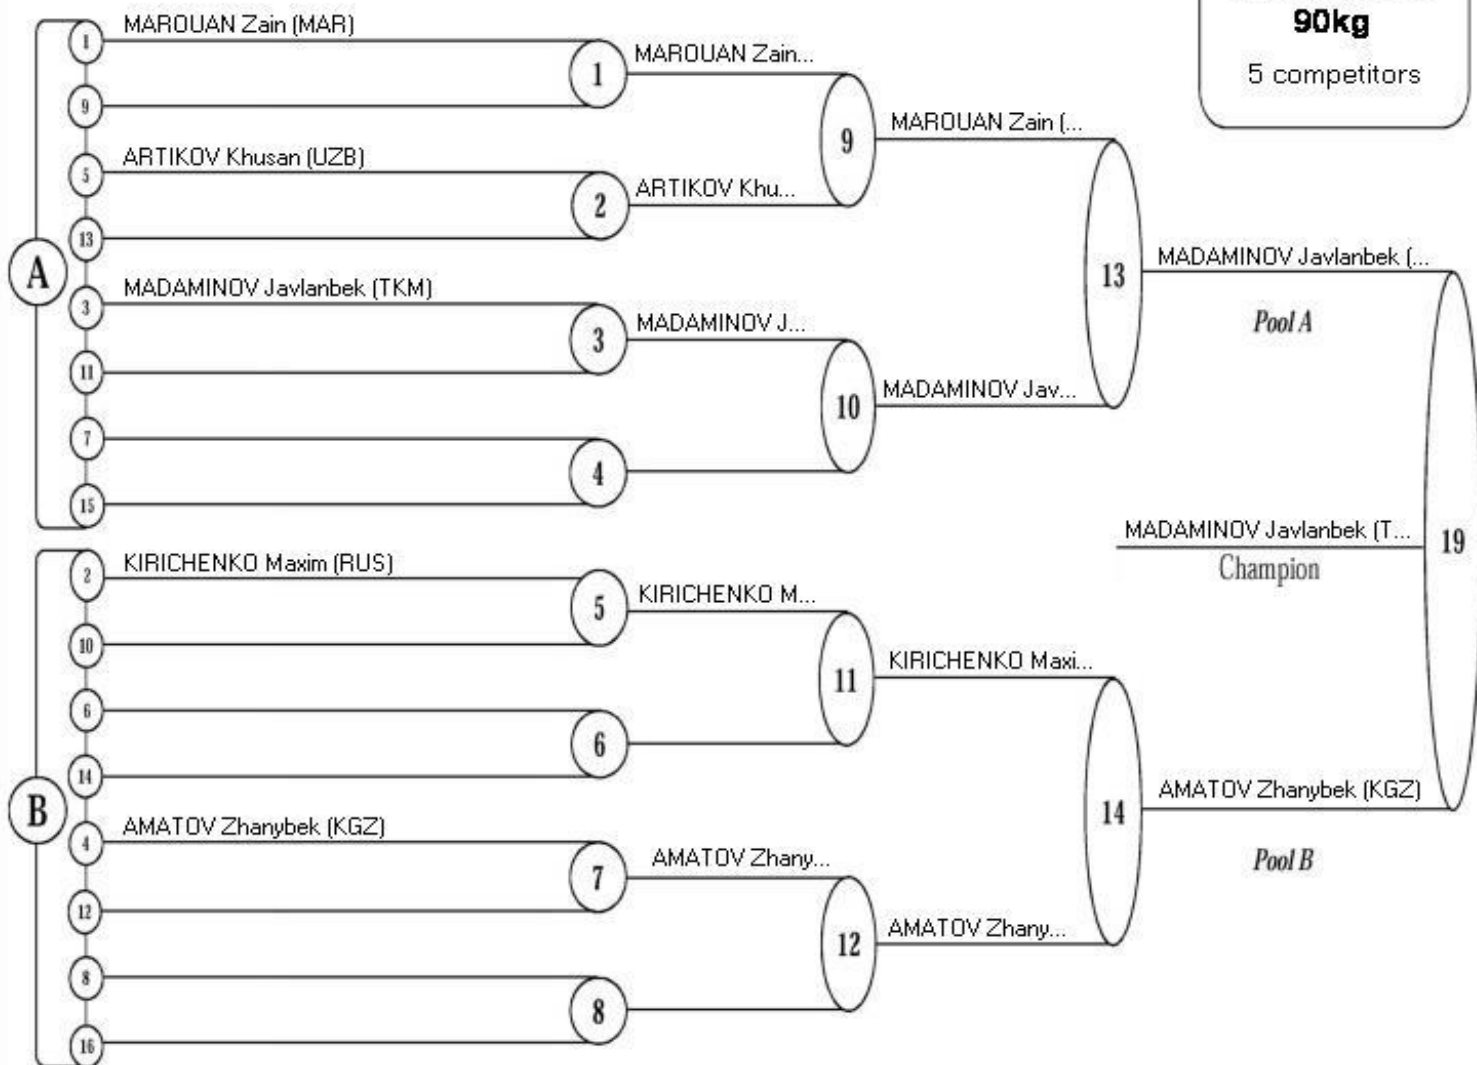 90kg
5 competitors
A
1
MAROUAN Zain (MAR)
9
1
MAROUAN Zain...
5
ARTIKOV Khusan (UZB)
13
2
ARTIKOV Khu...
9
MAROUAN Zain (...
3
MADAMINOV Javlanbek (TKM)
11
3
MADAMINOV J...
7
15
4
10
MADAMINOV Jav...
13
MADAMINOV Javlanbek (...
Pool A
B
2
KIRICHENKO Maxim (RUS)
10
5
KIRICHENKO M...
6
14
6
11
KIRICHENKO Maxi...
4
AMATOV Zhanybek (KGZ)
12
7
AMATOV Zhany...
8
16
8
12
AMATOV Zhany...
14
AMATOV Zhanybek (KGZ)
Pool B
19
MADAMINOV Javlanbek (T...
Champion